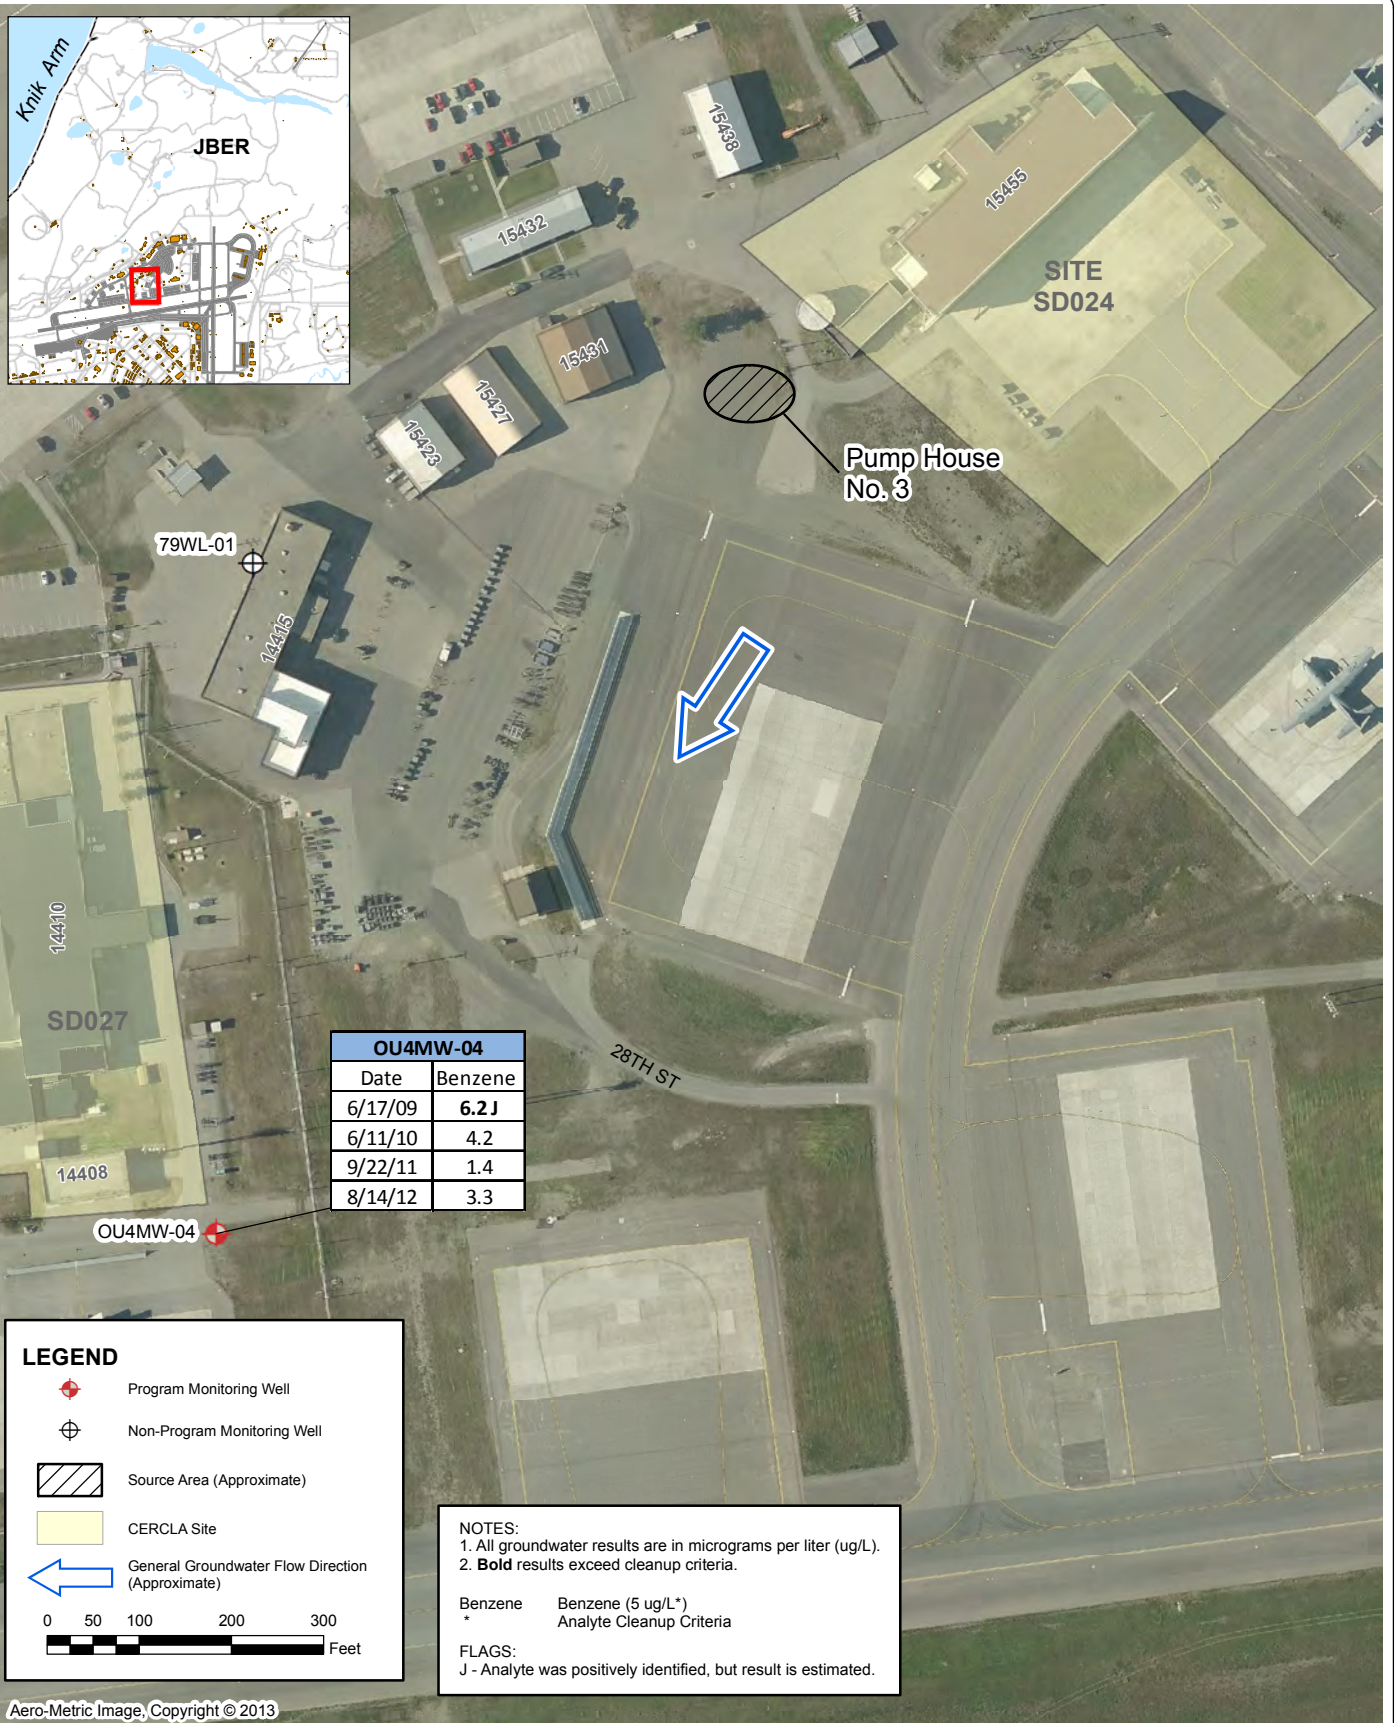 Knik Arm
JBER
15438
15432
15455
SITE
SD024
15431
15427
15423
Pump House
No. 3
79WL-01
14415
14410
SD027
28TH ST
OU4MW-04
Date Benzene
6/17/09 6.2 J
6/11/10 4.2
9/22/11 1.4
8/14/12 3.3
14408
OU4MW-04
LEGEND
Program Monitoring Well
Non-Program Monitoring Well
Source Area (Approximate)
CERCLA Site
General Groundwater Flow Direction
(Approximate)
0 50 100 200 300
Feet
NOTES:
1. All groundwater results are in micrograms per liter (ug/L).
2. Bold results exceed cleanup criteria.
Benzene Benzene (5 ug/L*)
* Analyte Cleanup Criteria
FLAGS:
J - Analyte was positively identified, but result is estimated.
Aero-Metric Image, Copyright © 2013